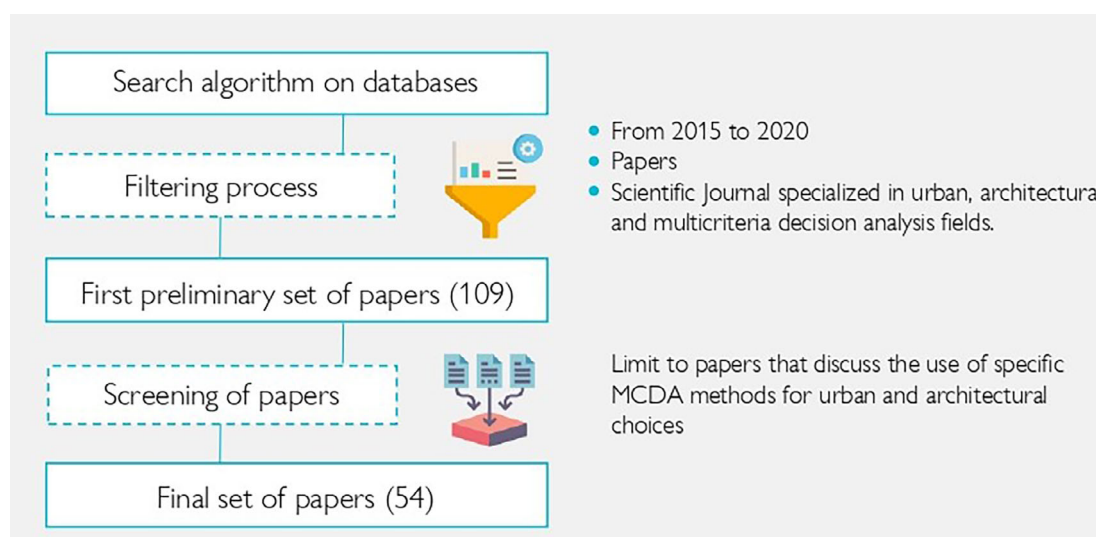 Search algorithm on databases
Filtering process
From 2015 to 2020
Papers
Scientific Journal specialized in urban, architectura
and multicriteria decision analysis fields.
First preliminary set of papers (109)
Screening of papers
Limit to papers that discuss the use of specific
MCDA methods for urban and architectural
choices
Final set of papers (54)